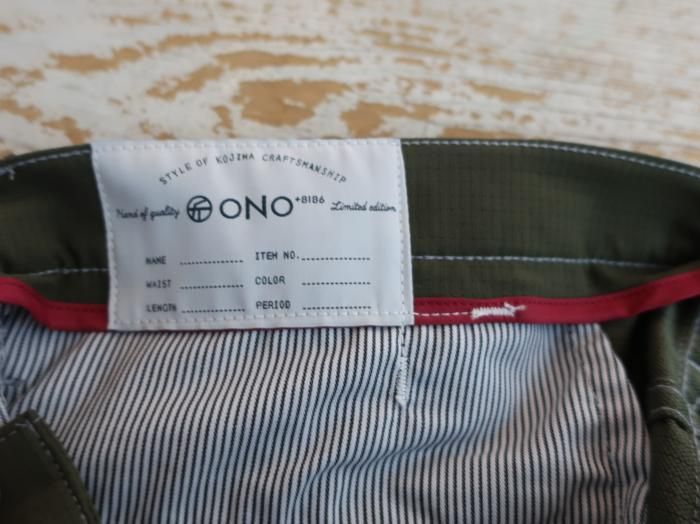 STYLE OF KOJIMA CRAFTSMANSHIP
Hand of quality ONO +8186 Limited edition
NAME ITEM NO.
WAIST COLOR
LENGTH PERIOD